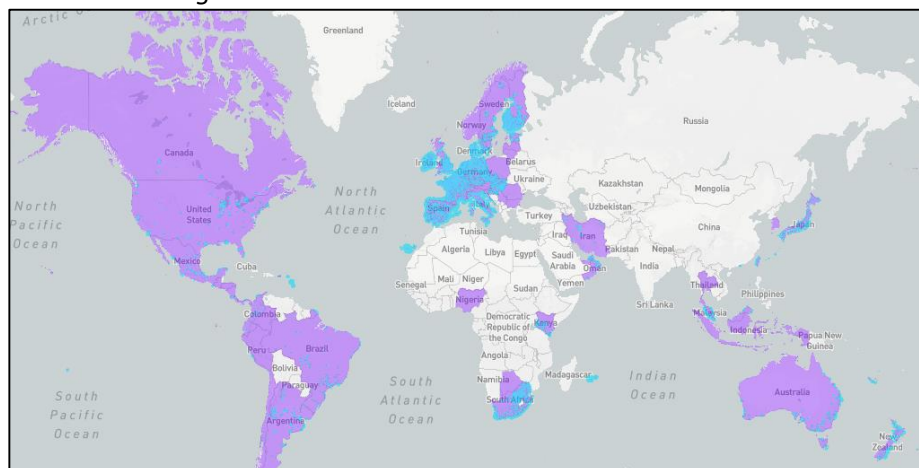 Arctic
Greenland
Iceland
Sweden
Norway
Russia
Canada
Denmark
Ireland
Belarus
Germany
Ukraine
Kazakhstan
Mongolia
North
Pacific
Ocean
United
States
North
Atlantic
Ocean
Spain
Italy
Uzbekistan
Turkey
China
Japan
Tunisia
Iraq
Iran
Mexico
Cuba
Algeria
Libya
Egypt
Saudi
Arabia
Pakistan
Nepal
India
Oman
Mali
Niger
Senegal
Sudan
Yemen
Thailand
Philippines
Nigeria
Sri Lanka
Colombia
Malaysia
Democratic
Republic of
the Congo
Kenya
Indonesia
Papua New
Guinea
Peru
Brazil
Bolivia
Angola
Madagascar
Namibia
Indian
Ocean
South
Pacific
Ocean
Paraguay
South
Atlantic
Ocean
South Africa
Australia
Argentina
New
Zealand